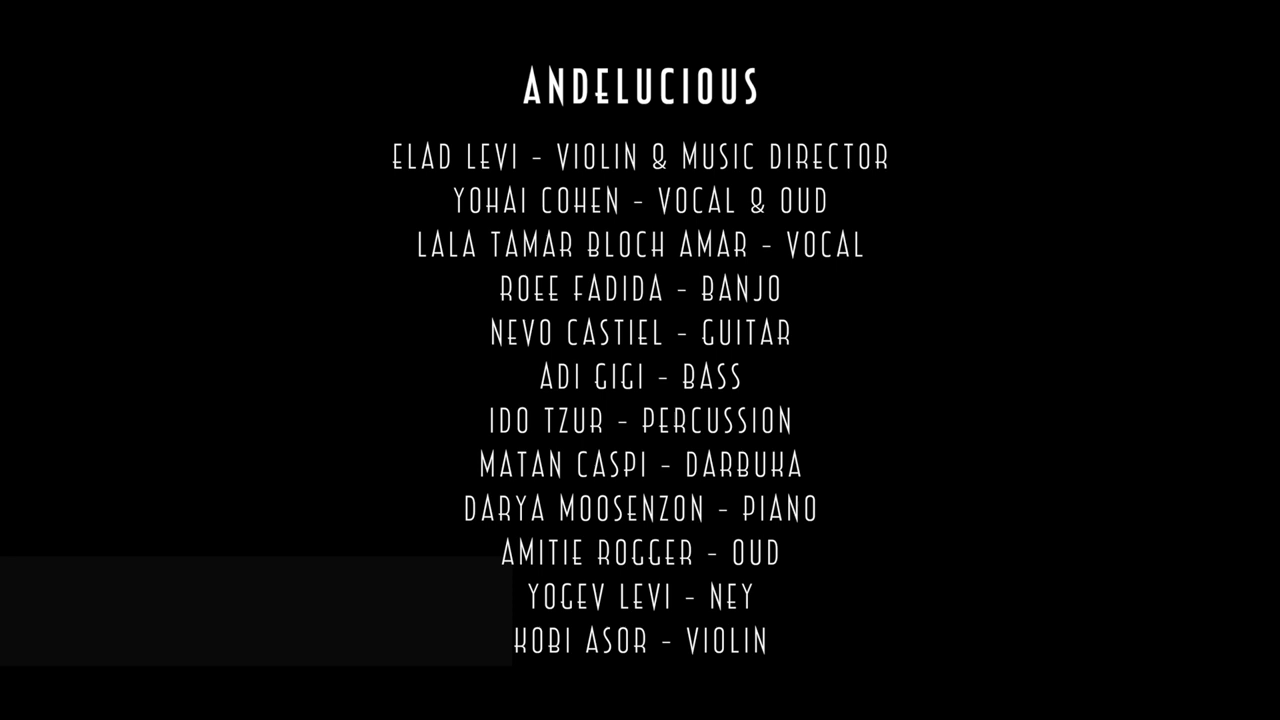 ANDELUCIOUS
ELAD LEVI - VIOLIN & MUSIC DIRECTOR
YOHAI COHEN - VOCAL & OUD
LALA TAMAR BLOCH AMAR - VOCAL
ROEE FADIDA - BANJO
NEVO CASTIEL - GUITAR
ADI GIGI - BASS
IDO TZUR - PERCUSSION
MATAN CASPI - DARBUKA
DARYA MOOSENZON - PIANO
AMITIE ROGGER - OUD
YOGEV LEVI - NEY
KOBI ASOR - VIOLIN